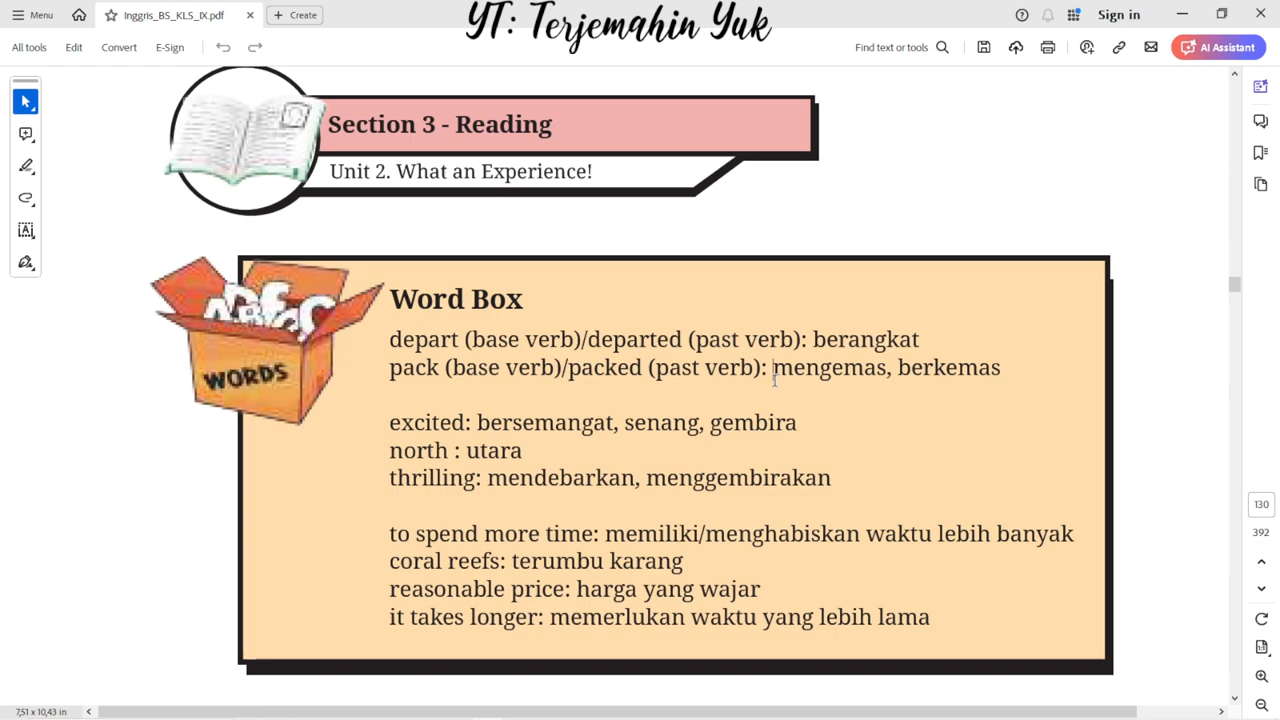 Menu
Inggris_BS_KLS_IX.pdf
Create
YT: Terjemahin Yuk
Sign in
All tools
Edit
Convert
E-Sign
Find text or tools
AI Assistant
Section 3 - Reading
Unit 2. What an Experience!
WORDS
Word Box
depart (base verb)/departed (past verb): berangkat
pack (base verb)/packed (past verb): mengemas, berkemas
excited: bersemangat, senang, gembira
north : utara
thrilling: mendebarkan, menggembirakan
to spend more time: memiliki/menghabiskan waktu lebih banyak
coral reefs: terumbu karang
reasonable price: harga yang wajar
it takes longer: memerlukan waktu yang lebih lama
130
392
7,51 x 10,43 in